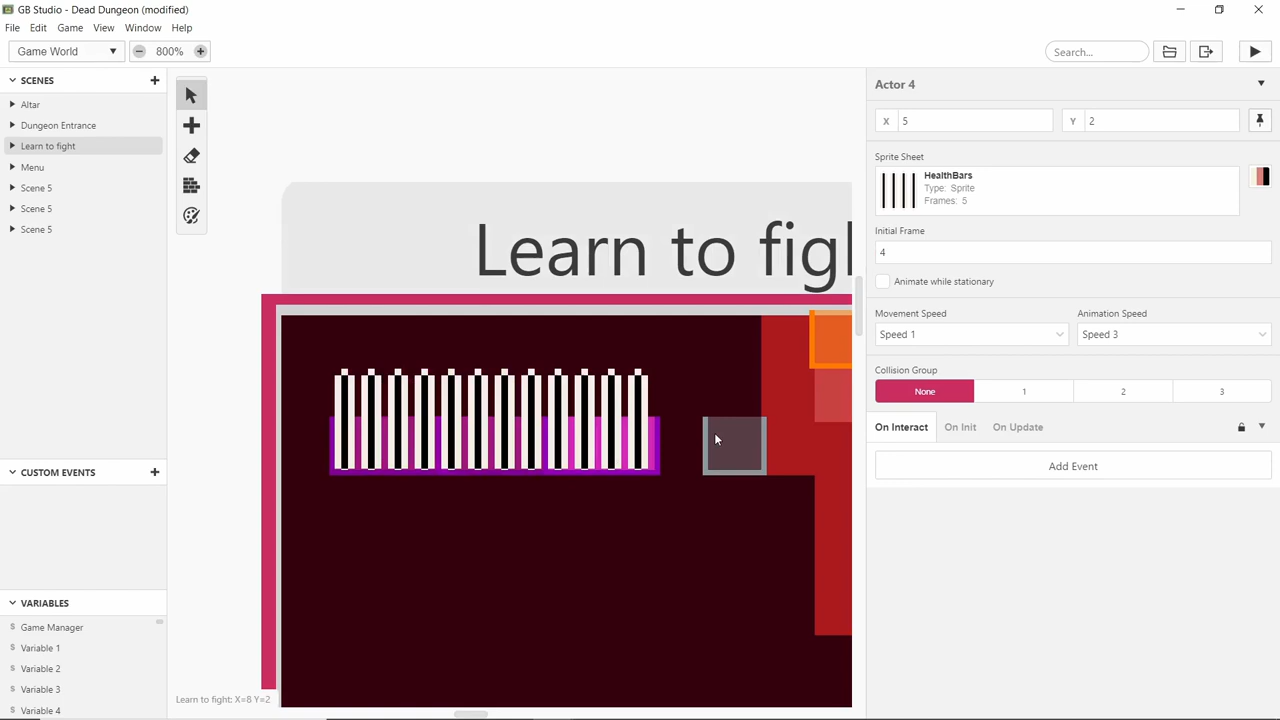 GB Studio - Dead Dungeon (modified)
File Edit Game View Window Help
Game World 800% Search...
SCENES
Altar
Dungeon Entrance
Learn to fight
Menu
Scene 5
Scene 5
Scene 5
CUSTOM EVENTS
VARIABLES
S Game Manager
S Variable 1
S Variable 2
S Variable 3
S Variable 4
Learn to figh
Learn to fight: X=8 Y=2
Actor 4
X 5 Y 2
Sprite Sheet
HealthBars
Type: Sprite
Frames: 5
Initial Frame
4
Animate while stationary
Movement Speed Animation Speed
Speed 1 Speed 3
Collision Group
None 1 2 3
On Interact On Init On Update
Add Event